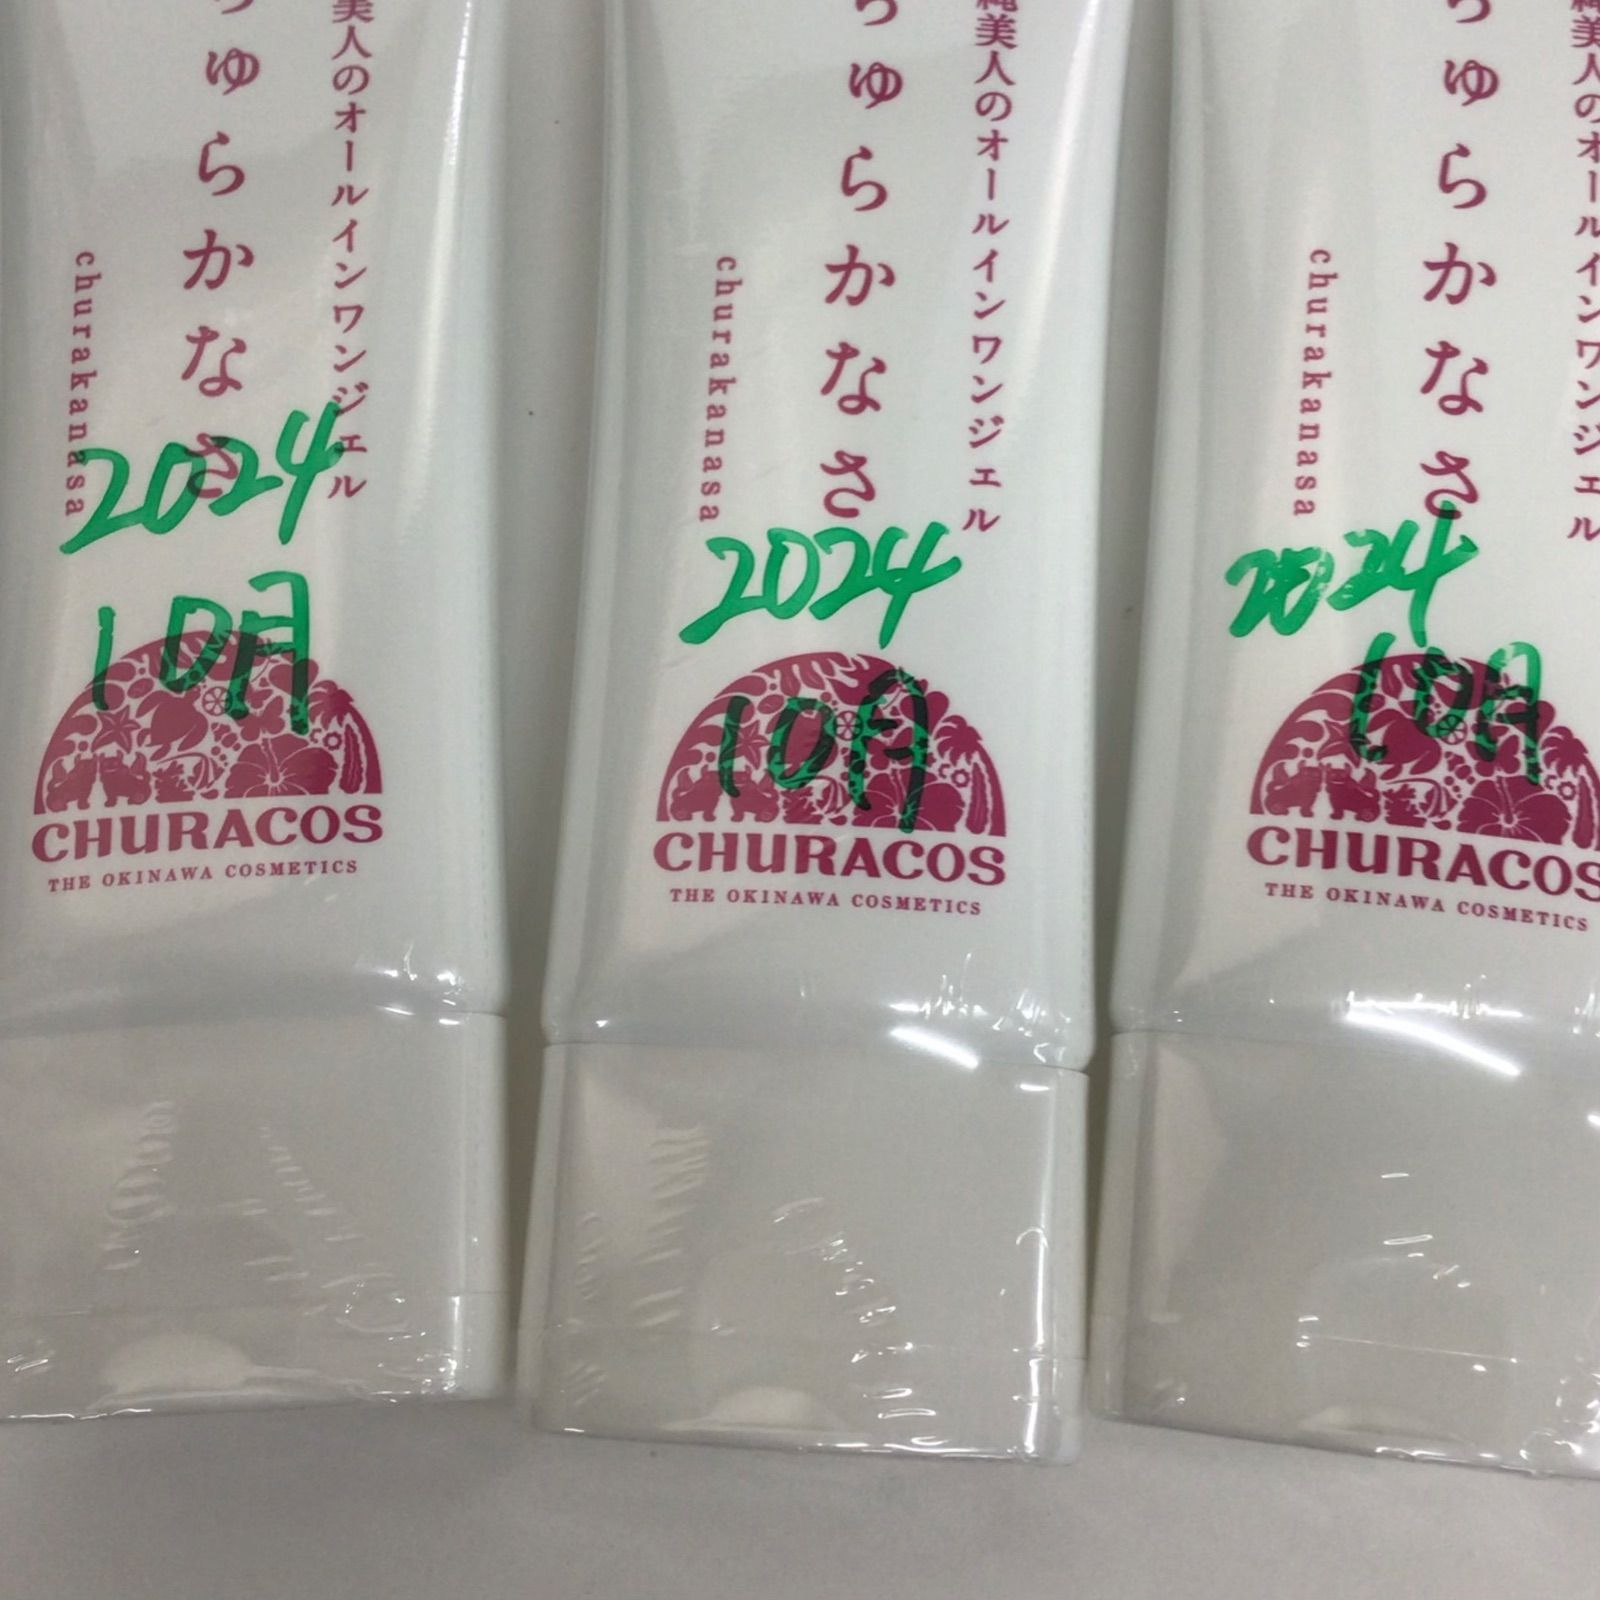 美人のオールインワンジェル
ちゅらかなさ
churakanasa
2024
10月
CHURACOS
THE OKINAWA COSMETICS
縄美人のオールインワンジェル
ちゅらかなさ
churakanasa
2024
10月
CHURACOS
THE OKINAWA COSMETICS
縄美人のオールインワンジェル
ちゅらかなさ
churakanasa
2024
10月
CHURACOS
THE OKINAWA COSMETICS